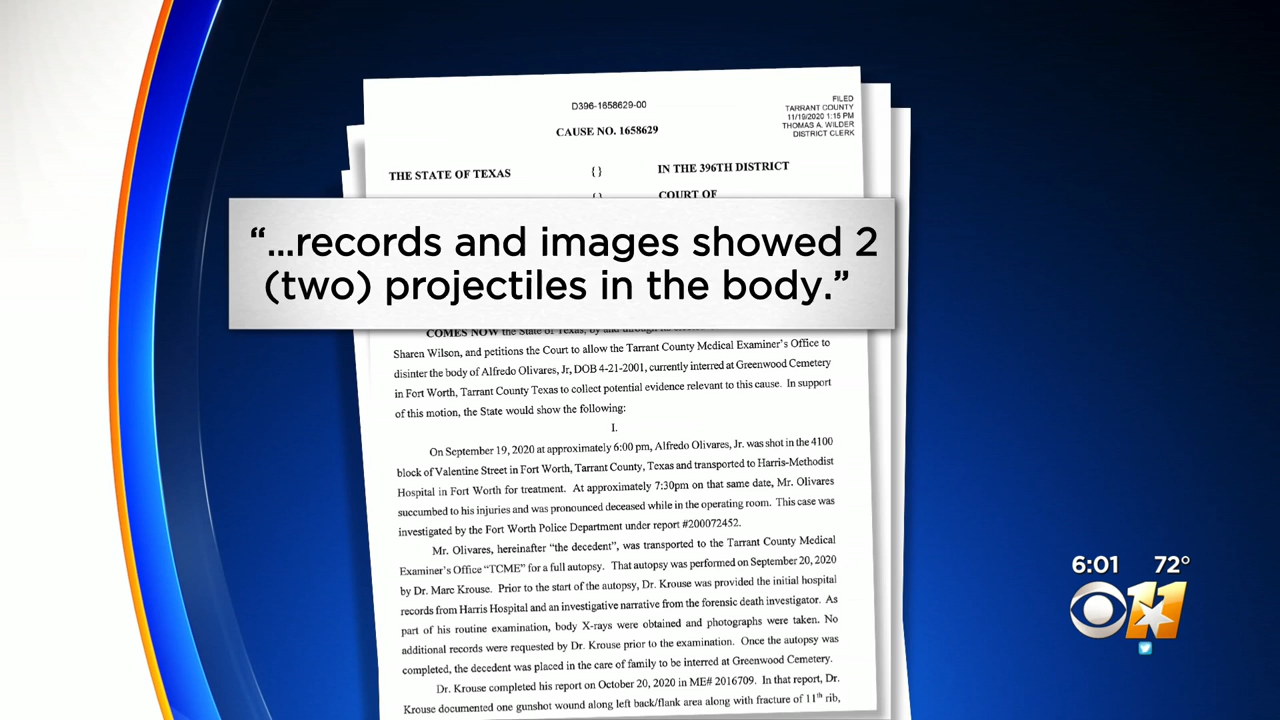 D396-1658629-00
FILED
TARRANT COUNTY
11/19/2020 1:15 PM
THOMAS A. WILDER
DISTRICT CLERK
CAUSE NO. 1658629
THE STATE OF TEXAS { } IN THE 396TH DISTRICT
{ } COURT OF
“...records and images showed 2
(two) projectiles in the body.”
COMES NOW the State of Texas, by and through
Sharen Wilson, and petitions the Court to allow the Tarrant County Medical Examiner's Office to
disinter the body of Alfredo Olivares, Jr, DOB 4-21-2001, currently interred at Greenwood Cemetery
in Fort Worth, Tarrant County Texas to collect potential evidence relevant to this cause. In support
of this motion, the State would show the following:
I.
On September 19, 2020 at approximately 6:00 pm, Alfredo Olivares, Jr. was shot in the 4100
block of Valentine Street in Fort Worth, Tarrant County, Texas and transported to Harris-Methodist
Hospital in Fort Worth for treatment. At approximately 7:30pm on that same date, Mr. Olivares
succumbed to his injuries and was pronounced deceased while in the operating room. This case was
investigated by the Fort Worth Police Department under report #200072452.
Mr. Olivares, hereinafter “the decedent”, was transported to the Tarrant County Medical
Examiner's Office “TCME” for a full autopsy. That autopsy was performed on September 20, 2020
by Dr. Marc Krouse. Prior to the start of the autopsy, Dr. Krouse was provided the initial hospital
records from Harris Hospital and an investigative narrative from the forensic death investigator. As
part of his routine examination, body X-rays were obtained and photographs were taken. No
additional records were requested by Dr. Krouse prior to the examination. Once the autopsy was
completed, the decedent was placed in the care of family to be interred at Greenwood Cemetery.
Dr. Krouse completed his report on October 20, 2020 in ME# 2016709. In that report, Dr.
Krouse documented one gunshot wound along left back/flank area along with fracture of 11th rib,
6:01 72°
11